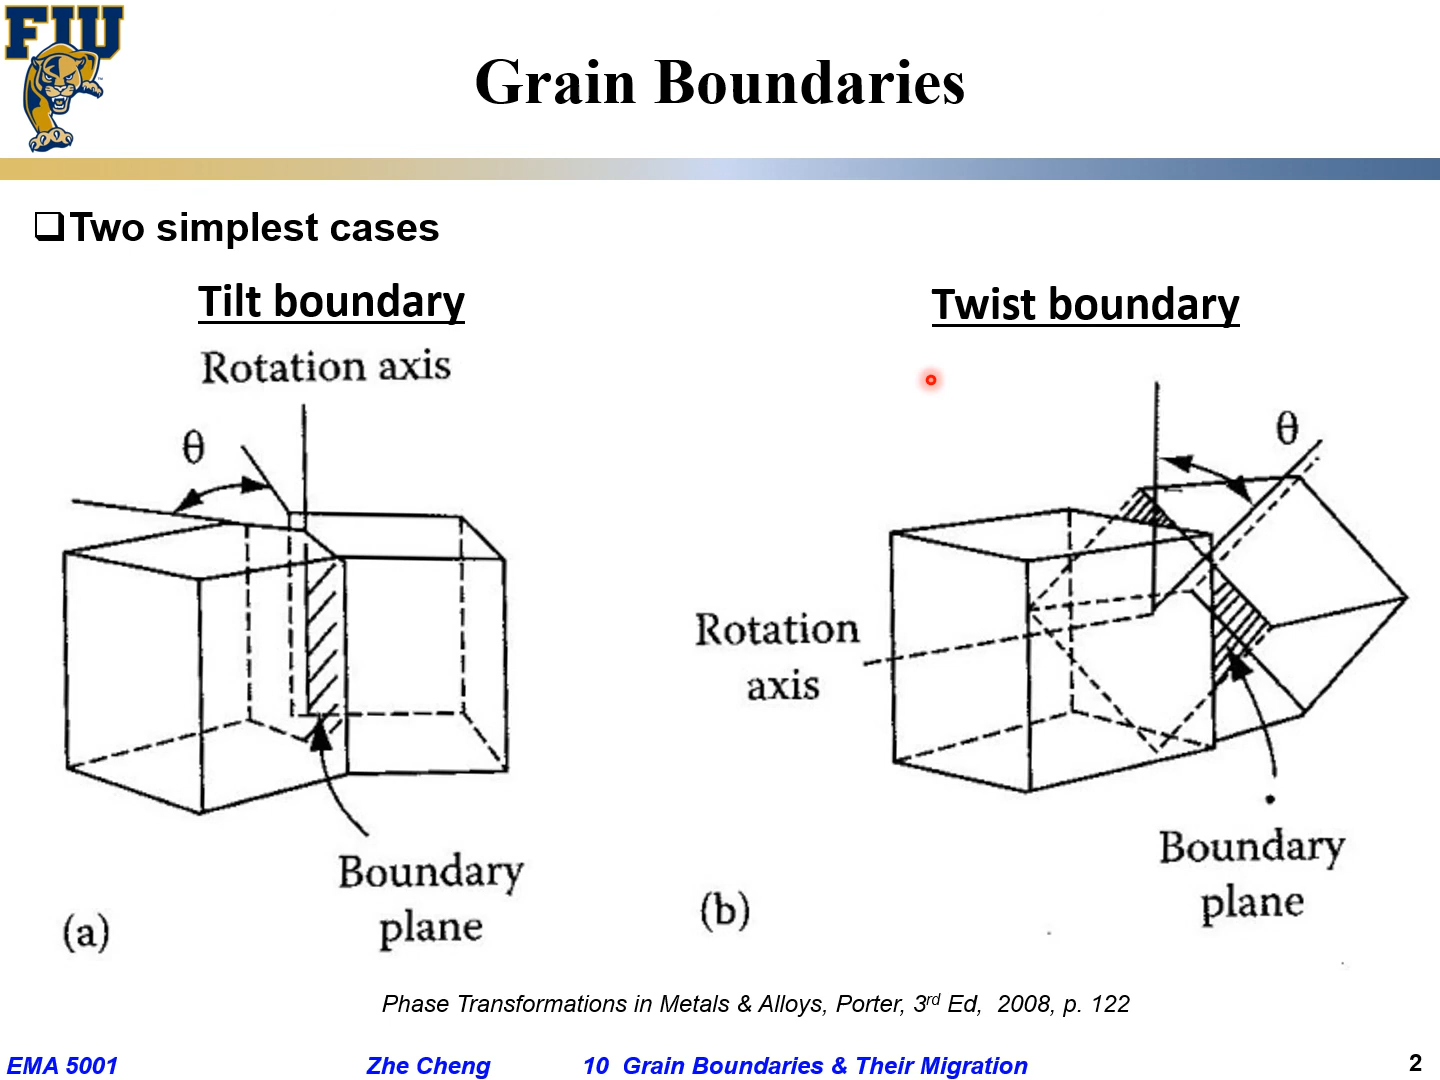 FIU
Grain Boundaries
Two simplest cases
Tilt boundary
Twist boundary
Rotation axis
θ
Boundary
plane
(a)
θ
Rotation
axis
Boundary
plane
(b)
Phase Transformations in Metals & Alloys, Porter, 3rd Ed, 2008, p. 122
EMA 5001 Zhe Cheng 10 Grain Boundaries & Their Migration 2